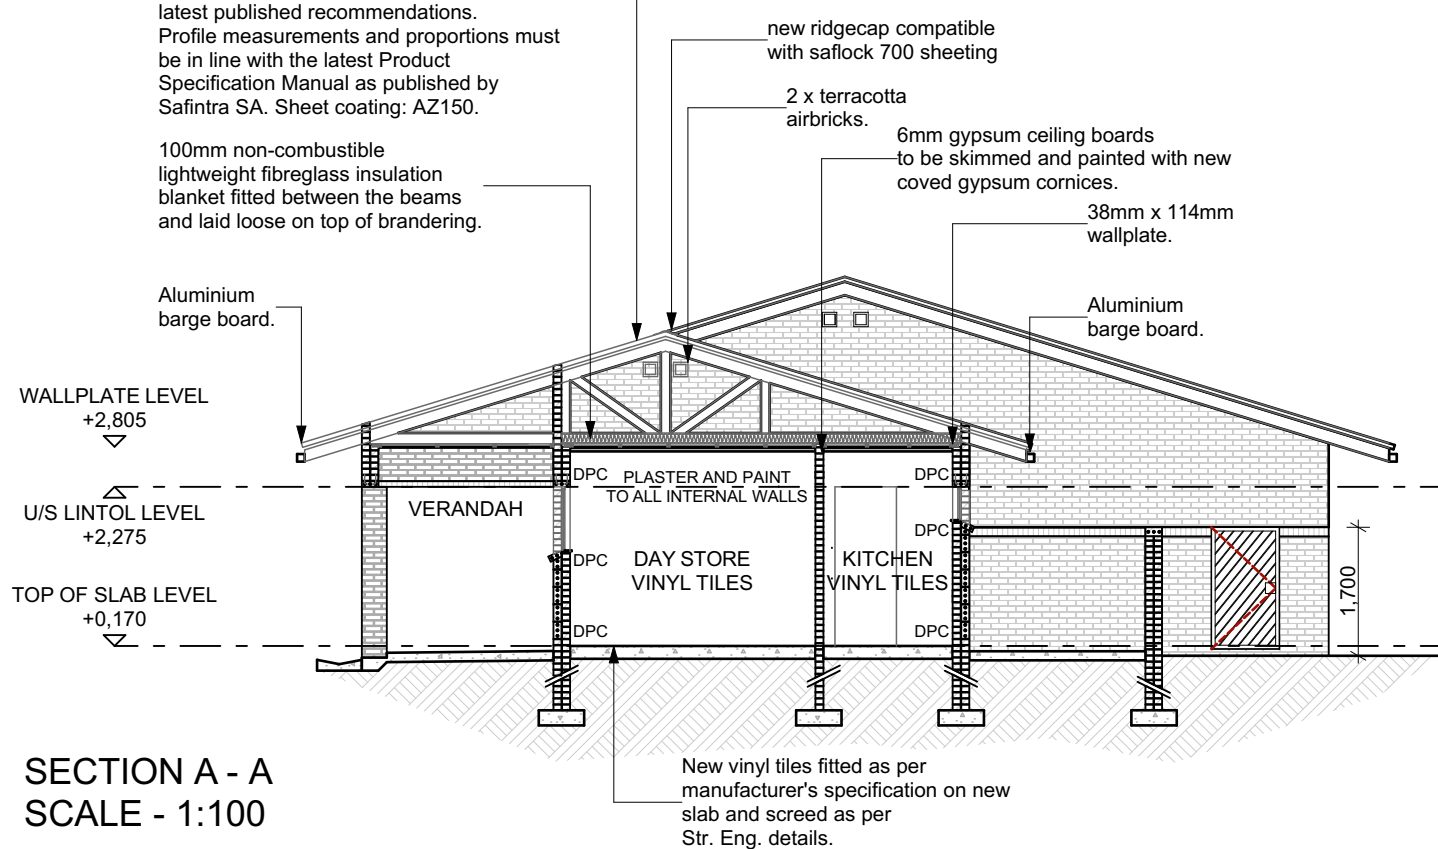 latest published recommendations.
Profile measurements and proportions must
be in line with the latest Product
Specification Manual as published by
Safintra SA. Sheet coating: AZ150.
100mm non-combustible
lightweight fibreglass insulation
blanket fitted between the beams
and laid loose on top of brandering.
Aluminium
barge board.
new ridgecap compatible
with saflock 700 sheeting
2 x terracotta
airbricks.
6mm gypsum ceiling boards
to be skimmed and painted with new
coved gypsum cornices.
38mm x 114mm
wallplate.
Aluminium
barge board.
WALLPLATE LEVEL
+2,805
U/S LINTOL LEVEL
+2,275
TOP OF SLAB LEVEL
+0,170
VERANDAH
DPC
PLASTER AND PAINT
TO ALL INTERNAL WALLS
DPC
DPC
DPC
DAY STORE
VINYL TILES
KITCHEN
VINYL TILES
DPC
DPC
1,700
New vinyl tiles fitted as per
manufacturer's specification on new
slab and screed as per
Str. Eng. details.
SECTION A - A
SCALE - 1:100